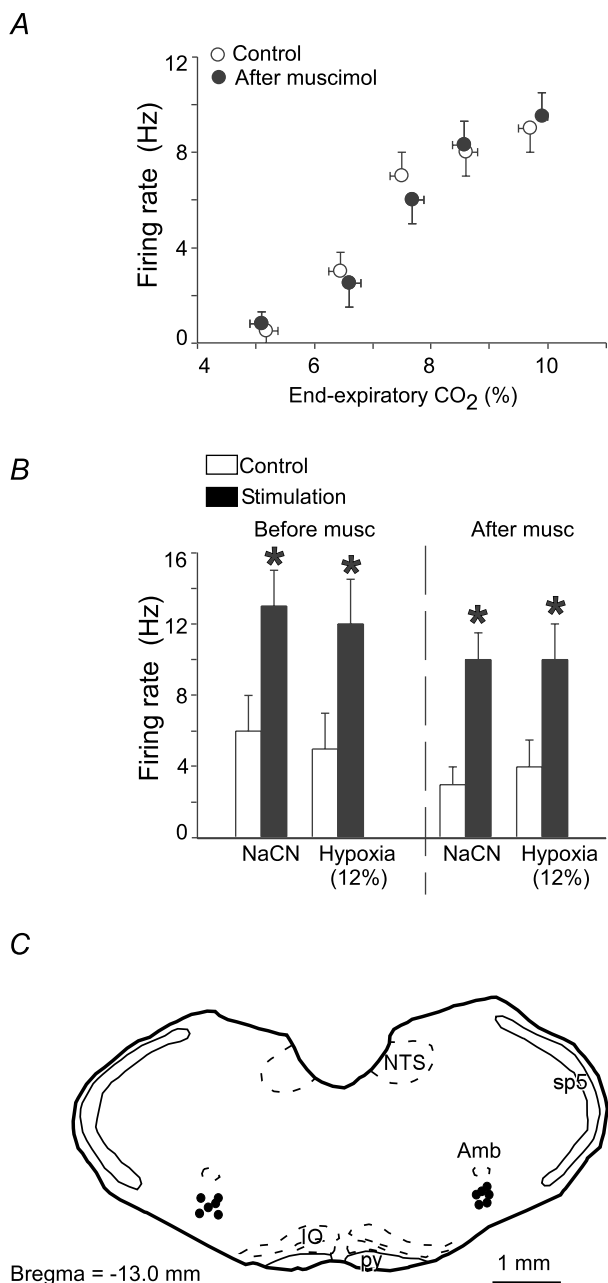 A
Control
After muscimol
12
8
4
0
Firing rate (Hz)
4 6 8 10
End-expiratory CO2 (%)
B
Control
Stimulation
Before musc After musc
16
12
8
4
0
Firing rate (Hz)
* * * *
NaCN Hypoxia (12%) NaCN Hypoxia (12%)
C
NTS
sp5
Amb
IO
py
Bregma = -13.0 mm
1 mm